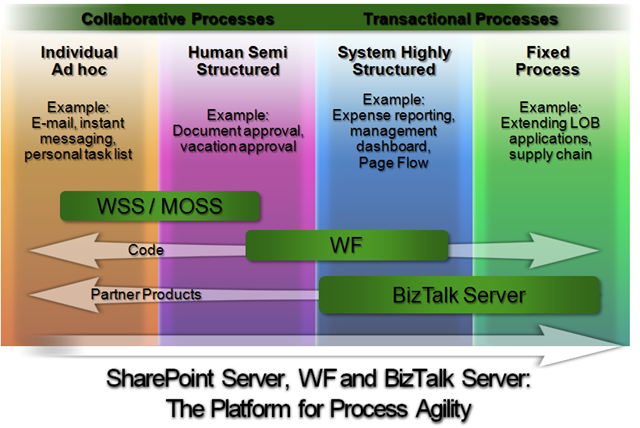 Collaborative Processes
Transactional Processes
Individual
Ad hoc
Example:
E-mail, instant
messaging,
personal task list
Human Semi
Structured
Example:
Document approval,
vacation approval
System Highly
Structured
Example:
Expense reporting,
management
dashboard,
Page Flow
Fixed
Process
Example:
Extending LOB
applications,
supply chain
WSS / MOSS
Code
WF
Partner Products
BizTalk Server
SharePoint Server, WF and BizTalk Server:
The Platform for Process Agility